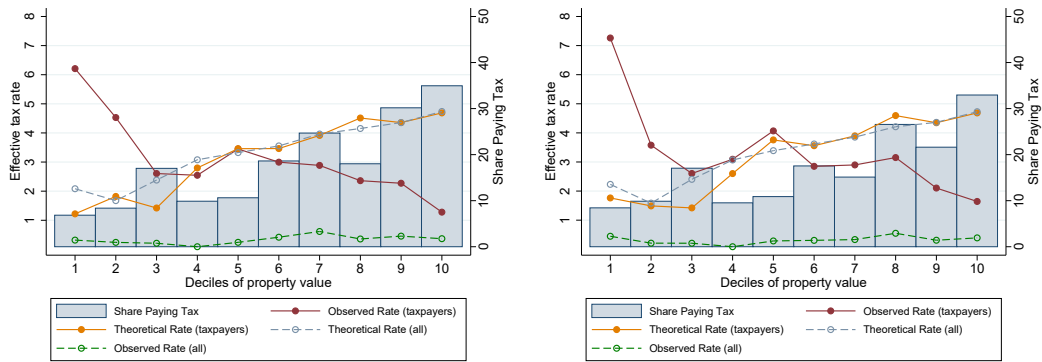 8
7
6
5
4
3
2
1
Effective tax rate
50
40
30
20
10
0
Share Paying Tax
1 2 3 4 5 6 7 8 9 10
Deciles of property value
Share Paying Tax
Observed Rate (taxpayers)
Theoretical Rate (taxpayers)
Theoretical Rate (all)
Observed Rate (all)
8
7
6
5
4
3
2
1
Effective tax rate
50
40
30
20
10
0
Share Paying Tax
1 2 3 4 5 6 7 8 9 10
Deciles of property value
Share Paying Tax
Observed Rate (taxpayers)
Theoretical Rate (taxpayers)
Theoretical Rate (all)
Observed Rate (all)